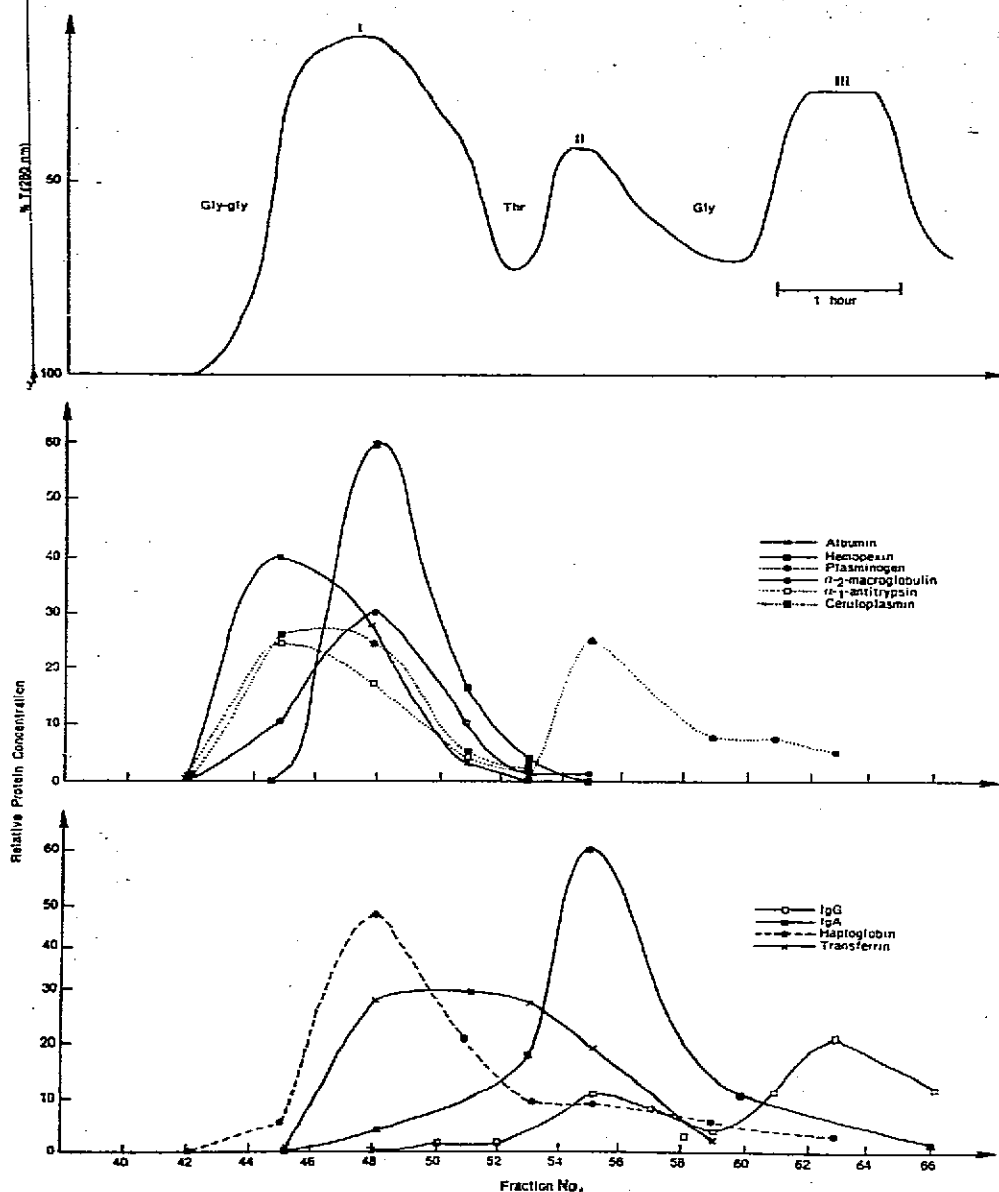 I
III
II
% T(280 nm)
50
Gly-gly
Thr
Gly
1 hour
100
60
50
40
30
20
10
0
Albumin
Hemopexin
Plasminogen
α-2-macroglobulin
α-1-antitrypsin
Ceruloplasmin
Relative Protein Concentration
60
50
40
30
20
10
0
IgG
IgA
Haptoglobin
Transferrin
40 42 44 46 48 50 52 54 56 58 60 62 64 66
Fraction No.